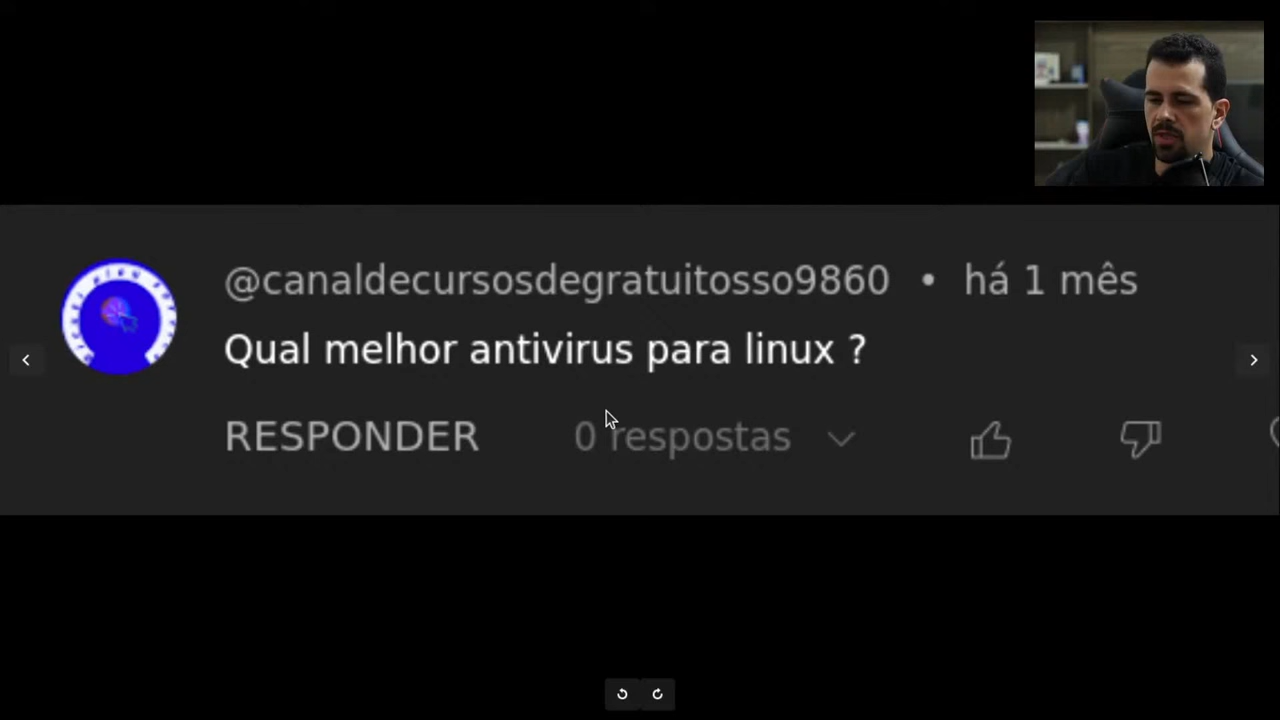 @canaldecursosdegratuitosso9860 • há 1 mês
Qual melhor antivirus para linux ?
RESPONDER 0 respostas